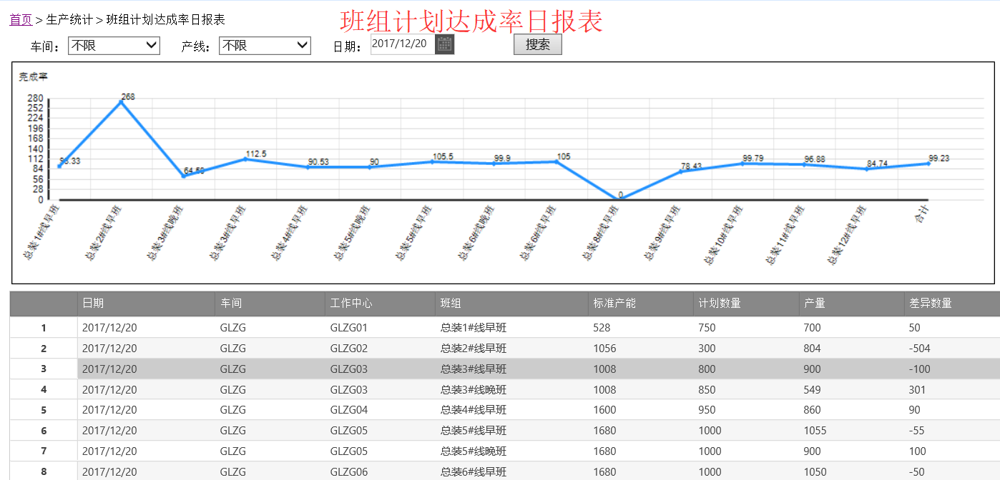 首页 > 生产统计 > 班组计划达成率日报表
班组计划达成率日报表
车间： 不限 产线： 不限 日期： 2017/12/20 搜索
完成率
280
252
224
196
168
140
112
84
56
28
0
93.33 268 64.59 112.5 90.53 90 105.5 99.9 105 0 78.43 99.79 96.88 84.74 99.23
总装1#线早班 总装2#线早班 总装3#线晚班 总装3#线早班 总装4#线早班 总装5#线晚班 总装5#线早班 总装6#线晚班 总装6#线早班 总装8#线早班 总装9#线早班 总装10#线早班 总装11#线早班 总装12#线早班 合计
日期 车间 工作中心 班组 标准产能 计划数量 产量 差异数量
1 2017/12/20 GLZG GLZG01 总装1#线早班 528 750 700 50
2 2017/12/20 GLZG GLZG02 总装2#线早班 1056 300 804 -504
3 2017/12/20 GLZG GLZG03 总装3#线早班 1008 800 900 -100
4 2017/12/20 GLZG GLZG03 总装3#线晚班 1008 850 549 301
5 2017/12/20 GLZG GLZG04 总装4#线早班 1600 950 860 90
6 2017/12/20 GLZG GLZG05 总装5#线早班 1680 1000 1055 -55
7 2017/12/20 GLZG GLZG05 总装5#线晚班 1680 1000 900 100
8 2017/12/20 GLZG GLZG06 总装6#线早班 1680 1000 1050 -50